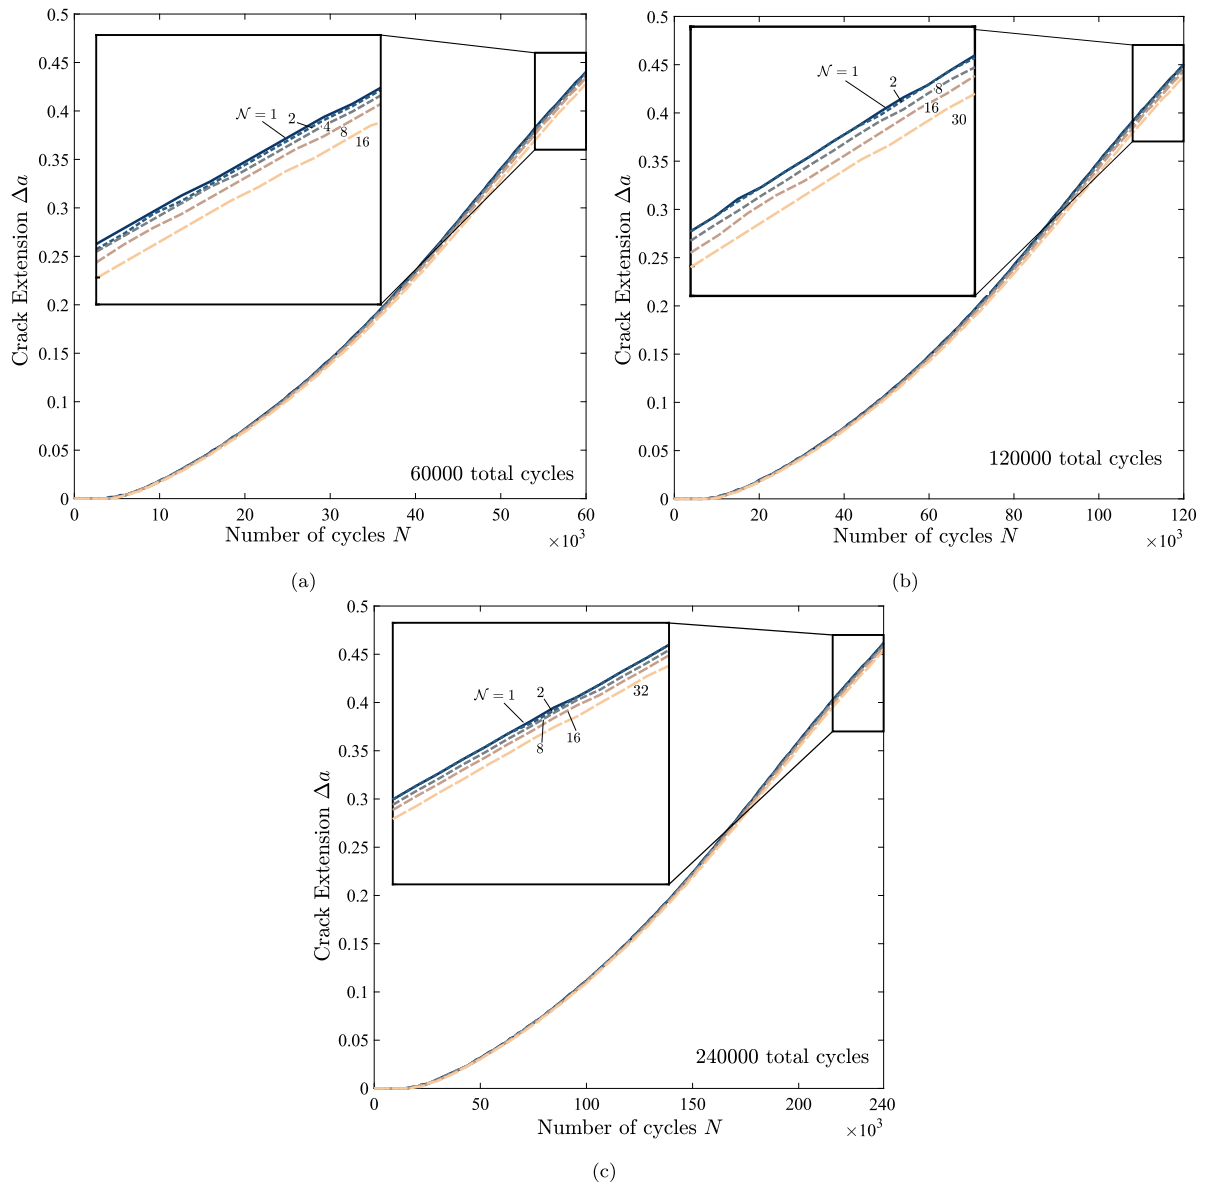 0.5
0.45
0.4
0.35
0.3
0.25
0.2
0.15
0.1
0.05
0
Crack Extension Δa
𝒩 = 1
2
4
8
16
60000 total cycles
0 10 20 30 40 50 60
Number of cycles N
×10³
(a)
0.5
0.45
0.4
0.35
0.3
0.25
0.2
0.15
0.1
0.05
0
Crack Extension Δa
𝒩 = 1
2
8
16
30
120000 total cycles
0 20 40 60 80 100 120
Number of cycles N
×10³
(b)
0.5
0.45
0.4
0.35
0.3
0.25
0.2
0.15
0.1
0.05
0
Crack Extension Δa
𝒩 = 1
2
32
16
8
240000 total cycles
0 50 100 150 200 240
Number of cycles N
×10³
(c)